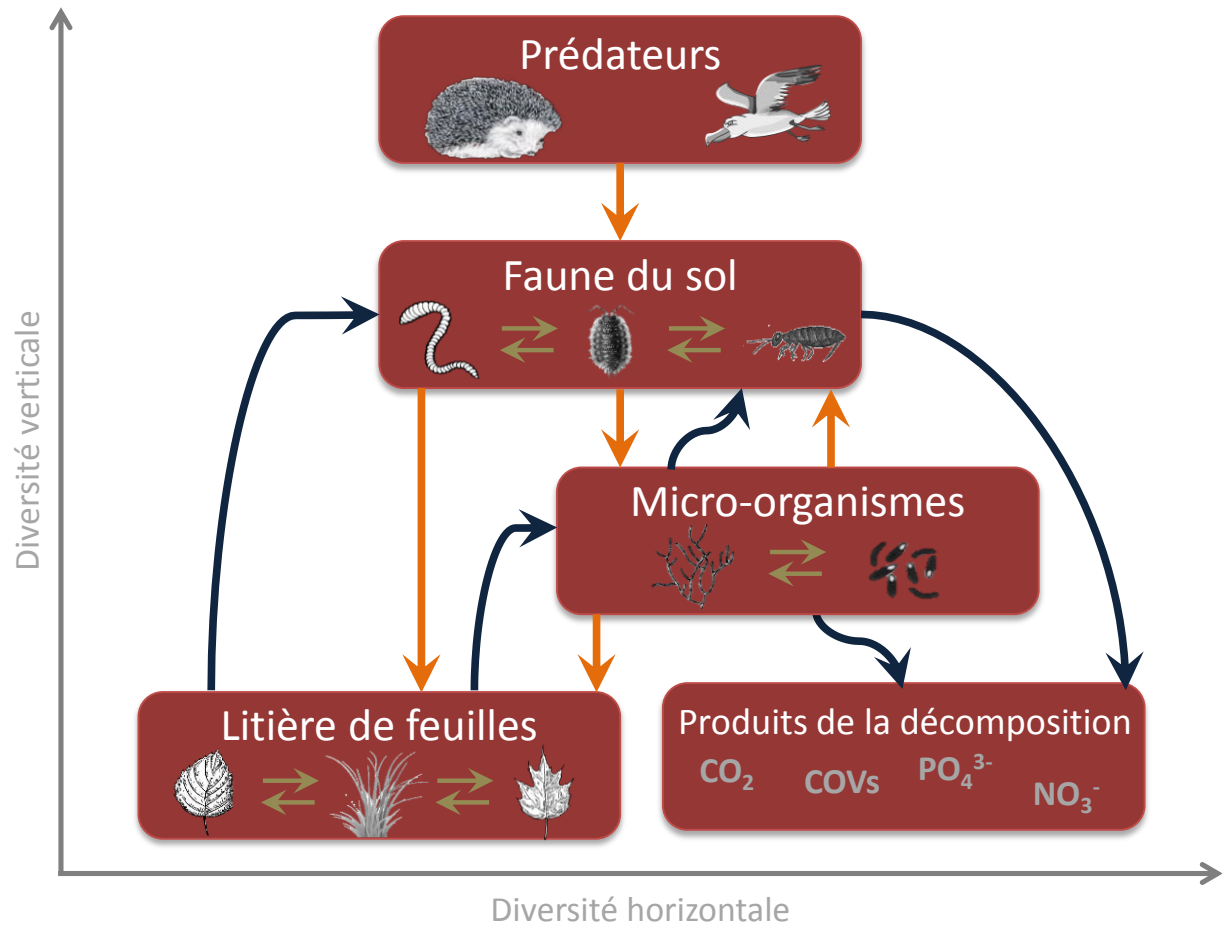 Prédateurs
Faune du sol
Micro-organismes
Litière de feuilles
Produits de la décomposition
CO₂
COVs
PO₄³⁻
NO₃⁻
Diversité verticale
Diversité horizontale